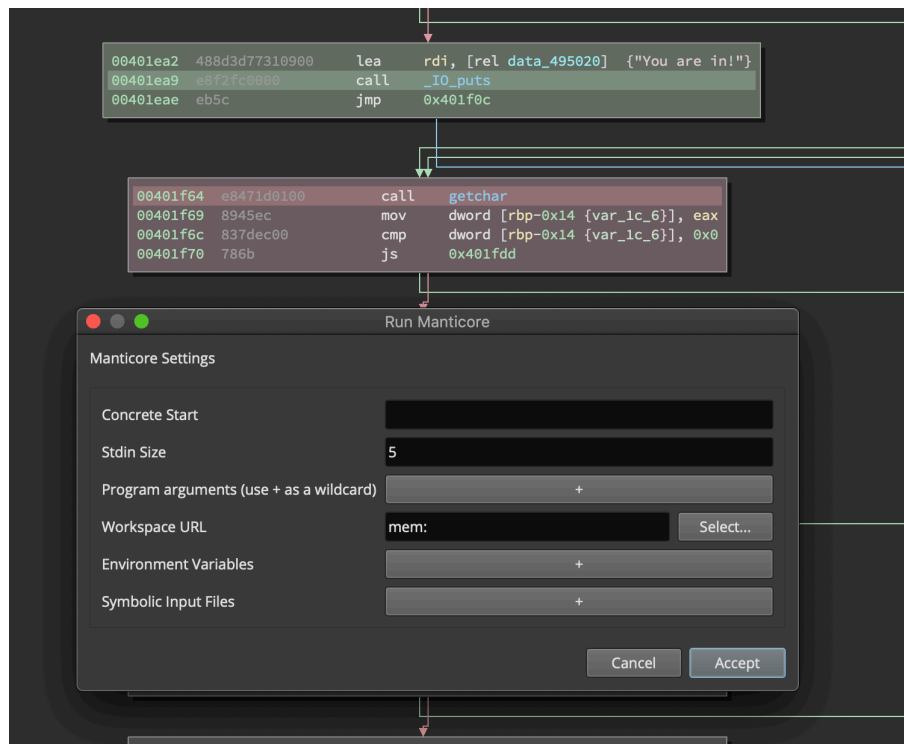 00401ea2 488d3d77310900 lea rdi, [rel data_495020] {"You are in!"}
00401ea9 e8f2fc0000 call _IO_puts
00401eae eb5c jmp 0x401f0c
00401f64 e8471d0100 call getchar
00401f69 8945ec mov dword [rbp-0x14 {var_1c_6}], eax
00401f6c 837dec00 cmp dword [rbp-0x14 {var_1c_6}], 0x0
00401f70 786b js 0x401fdd
Run Manticore
Manticore Settings
Concrete Start
Stdin Size 5
Program arguments (use + as a wildcard) +
Workspace URL mem: Select...
Environment Variables +
Symbolic Input Files +
Cancel Accept